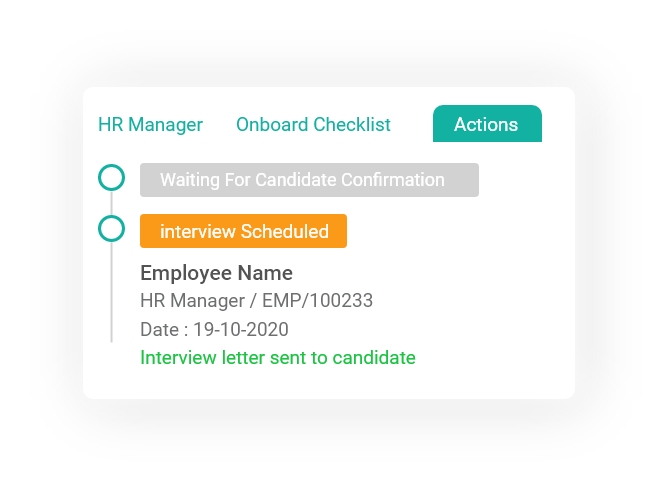 HR Manager Onboard Checklist Actions
Waiting For Candidate Confirmation
interview Scheduled
Employee Name
HR Manager / EMP/100233
Date : 19-10-2020
Interview letter sent to candidate